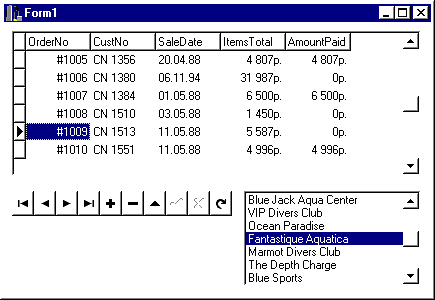 Form1
OrderNo CustNo SaleDate ItemsTotal AmountPaid
#1005 CN 1356 20.04.88 4 807р. 4 807р.
#1006 CN 1380 06.11.94 31 987р. 0р.
#1007 CN 1384 01.05.88 6 500р. 6 500р.
#1008 CN 1510 03.05.88 1 450р. 0р.
#1009 CN 1513 11.05.88 5 587р. 0р.
#1010 CN 1551 11.05.88 4 996р. 4 996р.
Blue Jack Aqua Center
VIP Divers Club
Ocean Paradise
Fantastique Aquatica
Marmot Divers Club
The Depth Charge
Blue Sports